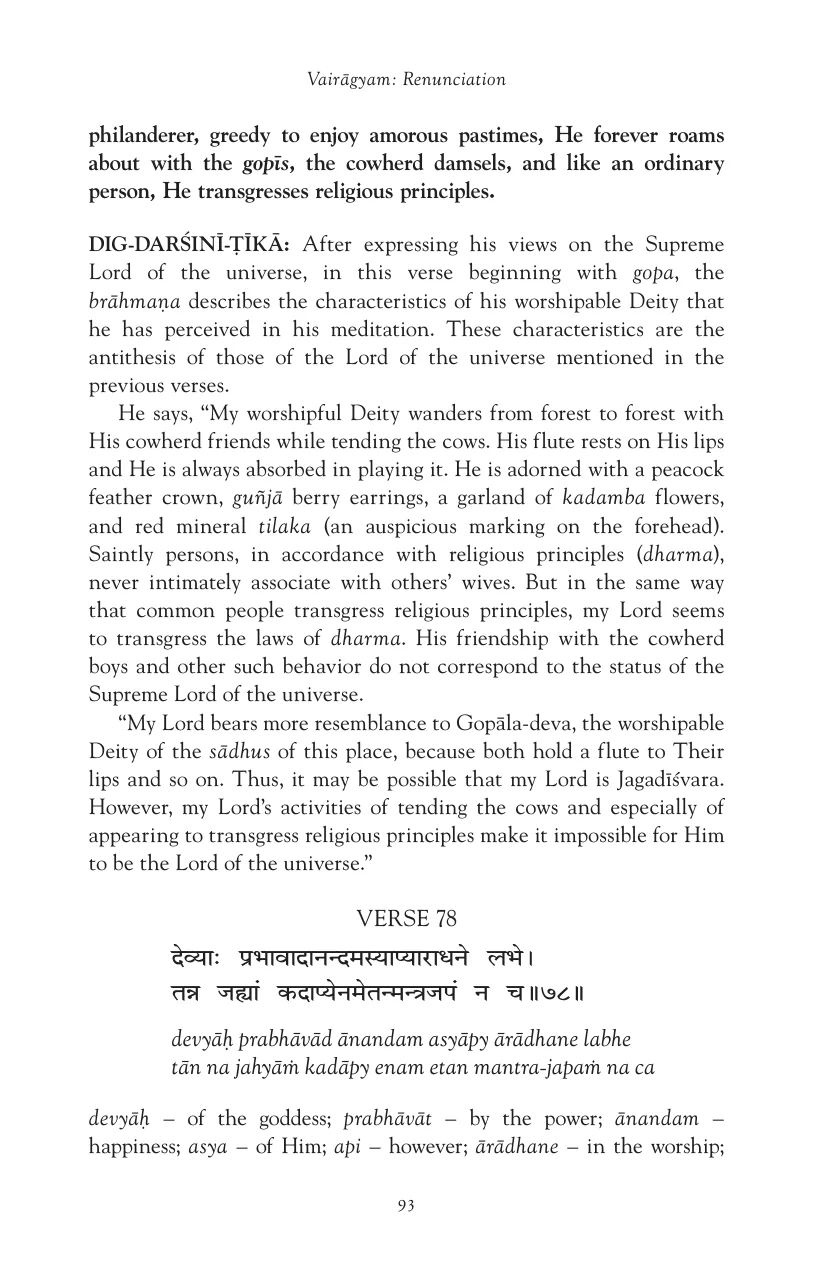 Vairāgyam: Renunciation
philanderer, greedy to enjoy amorous pastimes, He forever roams
about with the gopīs, the cowherd damsels, and like an ordinary
person, He transgresses religious principles.
DIG-DARŚINĪ-ṬĪKĀ: After expressing his views on the Supreme
Lord of the universe, in this verse beginning with gopa, the
brāhmaṇa describes the characteristics of his worshipable Deity that
he has perceived in his meditation. These characteristics are the
antithesis of those of the Lord of the universe mentioned in the
previous verses.
He says, “My worshipful Deity wanders from forest to forest with
His cowherd friends while tending the cows. His flute rests on His lips
and He is always absorbed in playing it. He is adorned with a peacock
feather crown, guñjā berry earrings, a garland of kadamba flowers,
and red mineral tilaka (an auspicious marking on the forehead).
Saintly persons, in accordance with religious principles (dharma),
never intimately associate with others’ wives. But in the same way
that common people transgress religious principles, my Lord seems
to transgress the laws of dharma. His friendship with the cowherd
boys and other such behavior do not correspond to the status of the
Supreme Lord of the universe.
“My Lord bears more resemblance to Gopāla-deva, the worshipable
Deity of the sādhus of this place, because both hold a flute to Their
lips and so on. Thus, it may be possible that my Lord is Jagadīśvara.
However, my Lord’s activities of tending the cows and especially of
appearing to transgress religious principles make it impossible for Him
to be the Lord of the universe.”
VERSE 78
देव्याः प्रभावादानन्दमस्याप्याराधने लभे।
तन्न जह्यां कदाप्येनमेतन्मन्त्रजपं न च॥७८॥
devyāḥ prabhāvād ānandam asyāpy ārādhane labhe
tān na jahyāṁ kadāpy enam etan mantra-japaṁ na ca
devyāḥ – of the goddess; prabhāvāt – by the power; ānandam –
happiness; asya – of Him; api – however; ārādhane – in the worship;
93